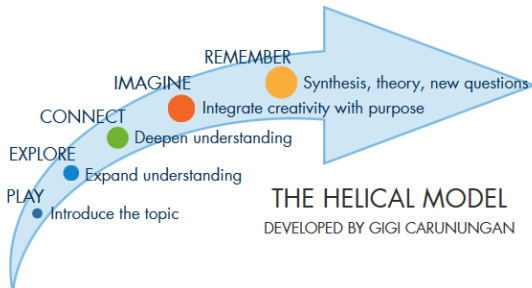 REMEMBER
Synthesis, theory, new questions
IMAGINE
Integrate creativity with purpose
CONNECT
Deepen understanding
EXPLORE
Expand understanding
PLAY
Introduce the topic
THE HELICAL MODEL
DEVELOPED BY GIGI CARUNUNGAN